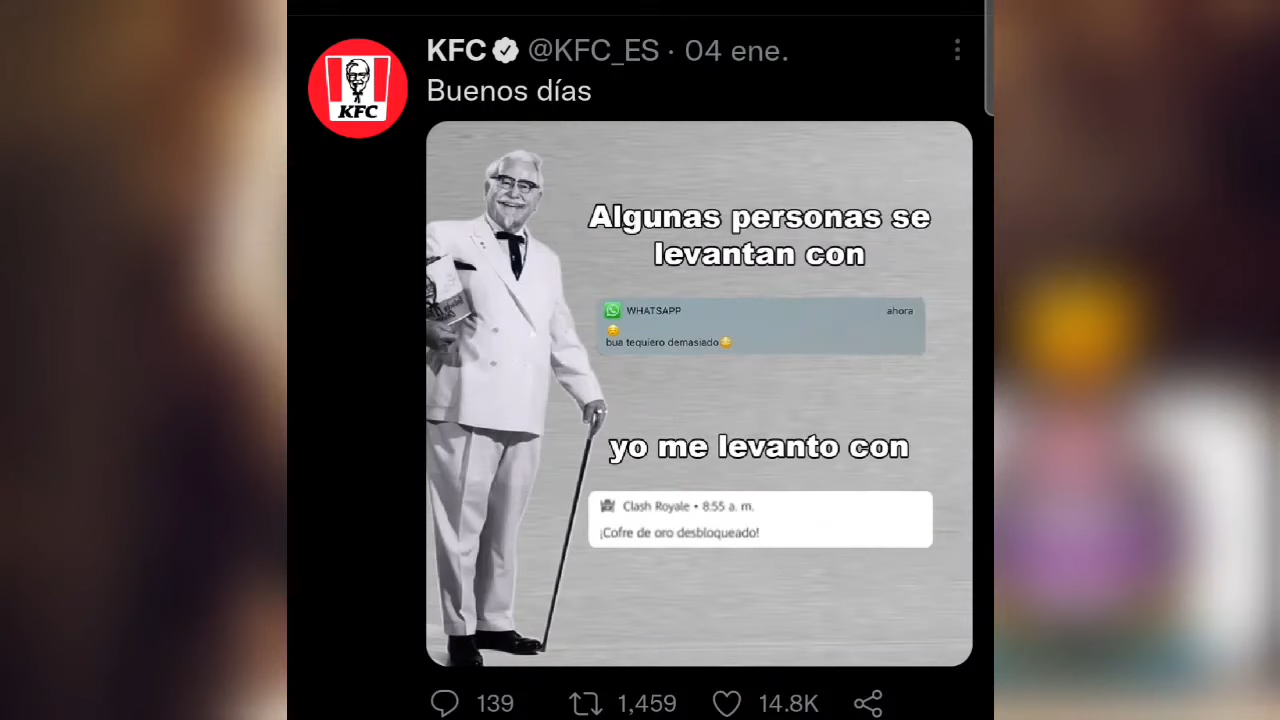 KFC @KFC_ES · 04 ene.
Buenos días
KFC
Algunas personas se
levantan con
WHATSAPP ahora
bua tequiero demasiado
yo me levanto con
Clash Royale • 8:55 a. m.
¡Cofre de oro desbloqueado!
139 1,459 14.8K